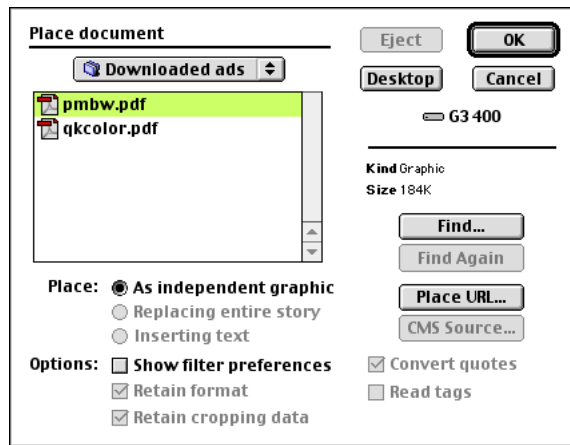 Place document
Eject
OK
Downloaded ads
Desktop
Cancel
pmbw.pdf
qkcolor.pdf
G3 400
Kind Graphic
Size 184K
Find...
Find Again
Place: As independent graphic
Replacing entire story
Inserting text
Place URL...
CMS Source...
Options: Show filter preferences
Retain format
Retain cropping data
Convert quotes
Read tags